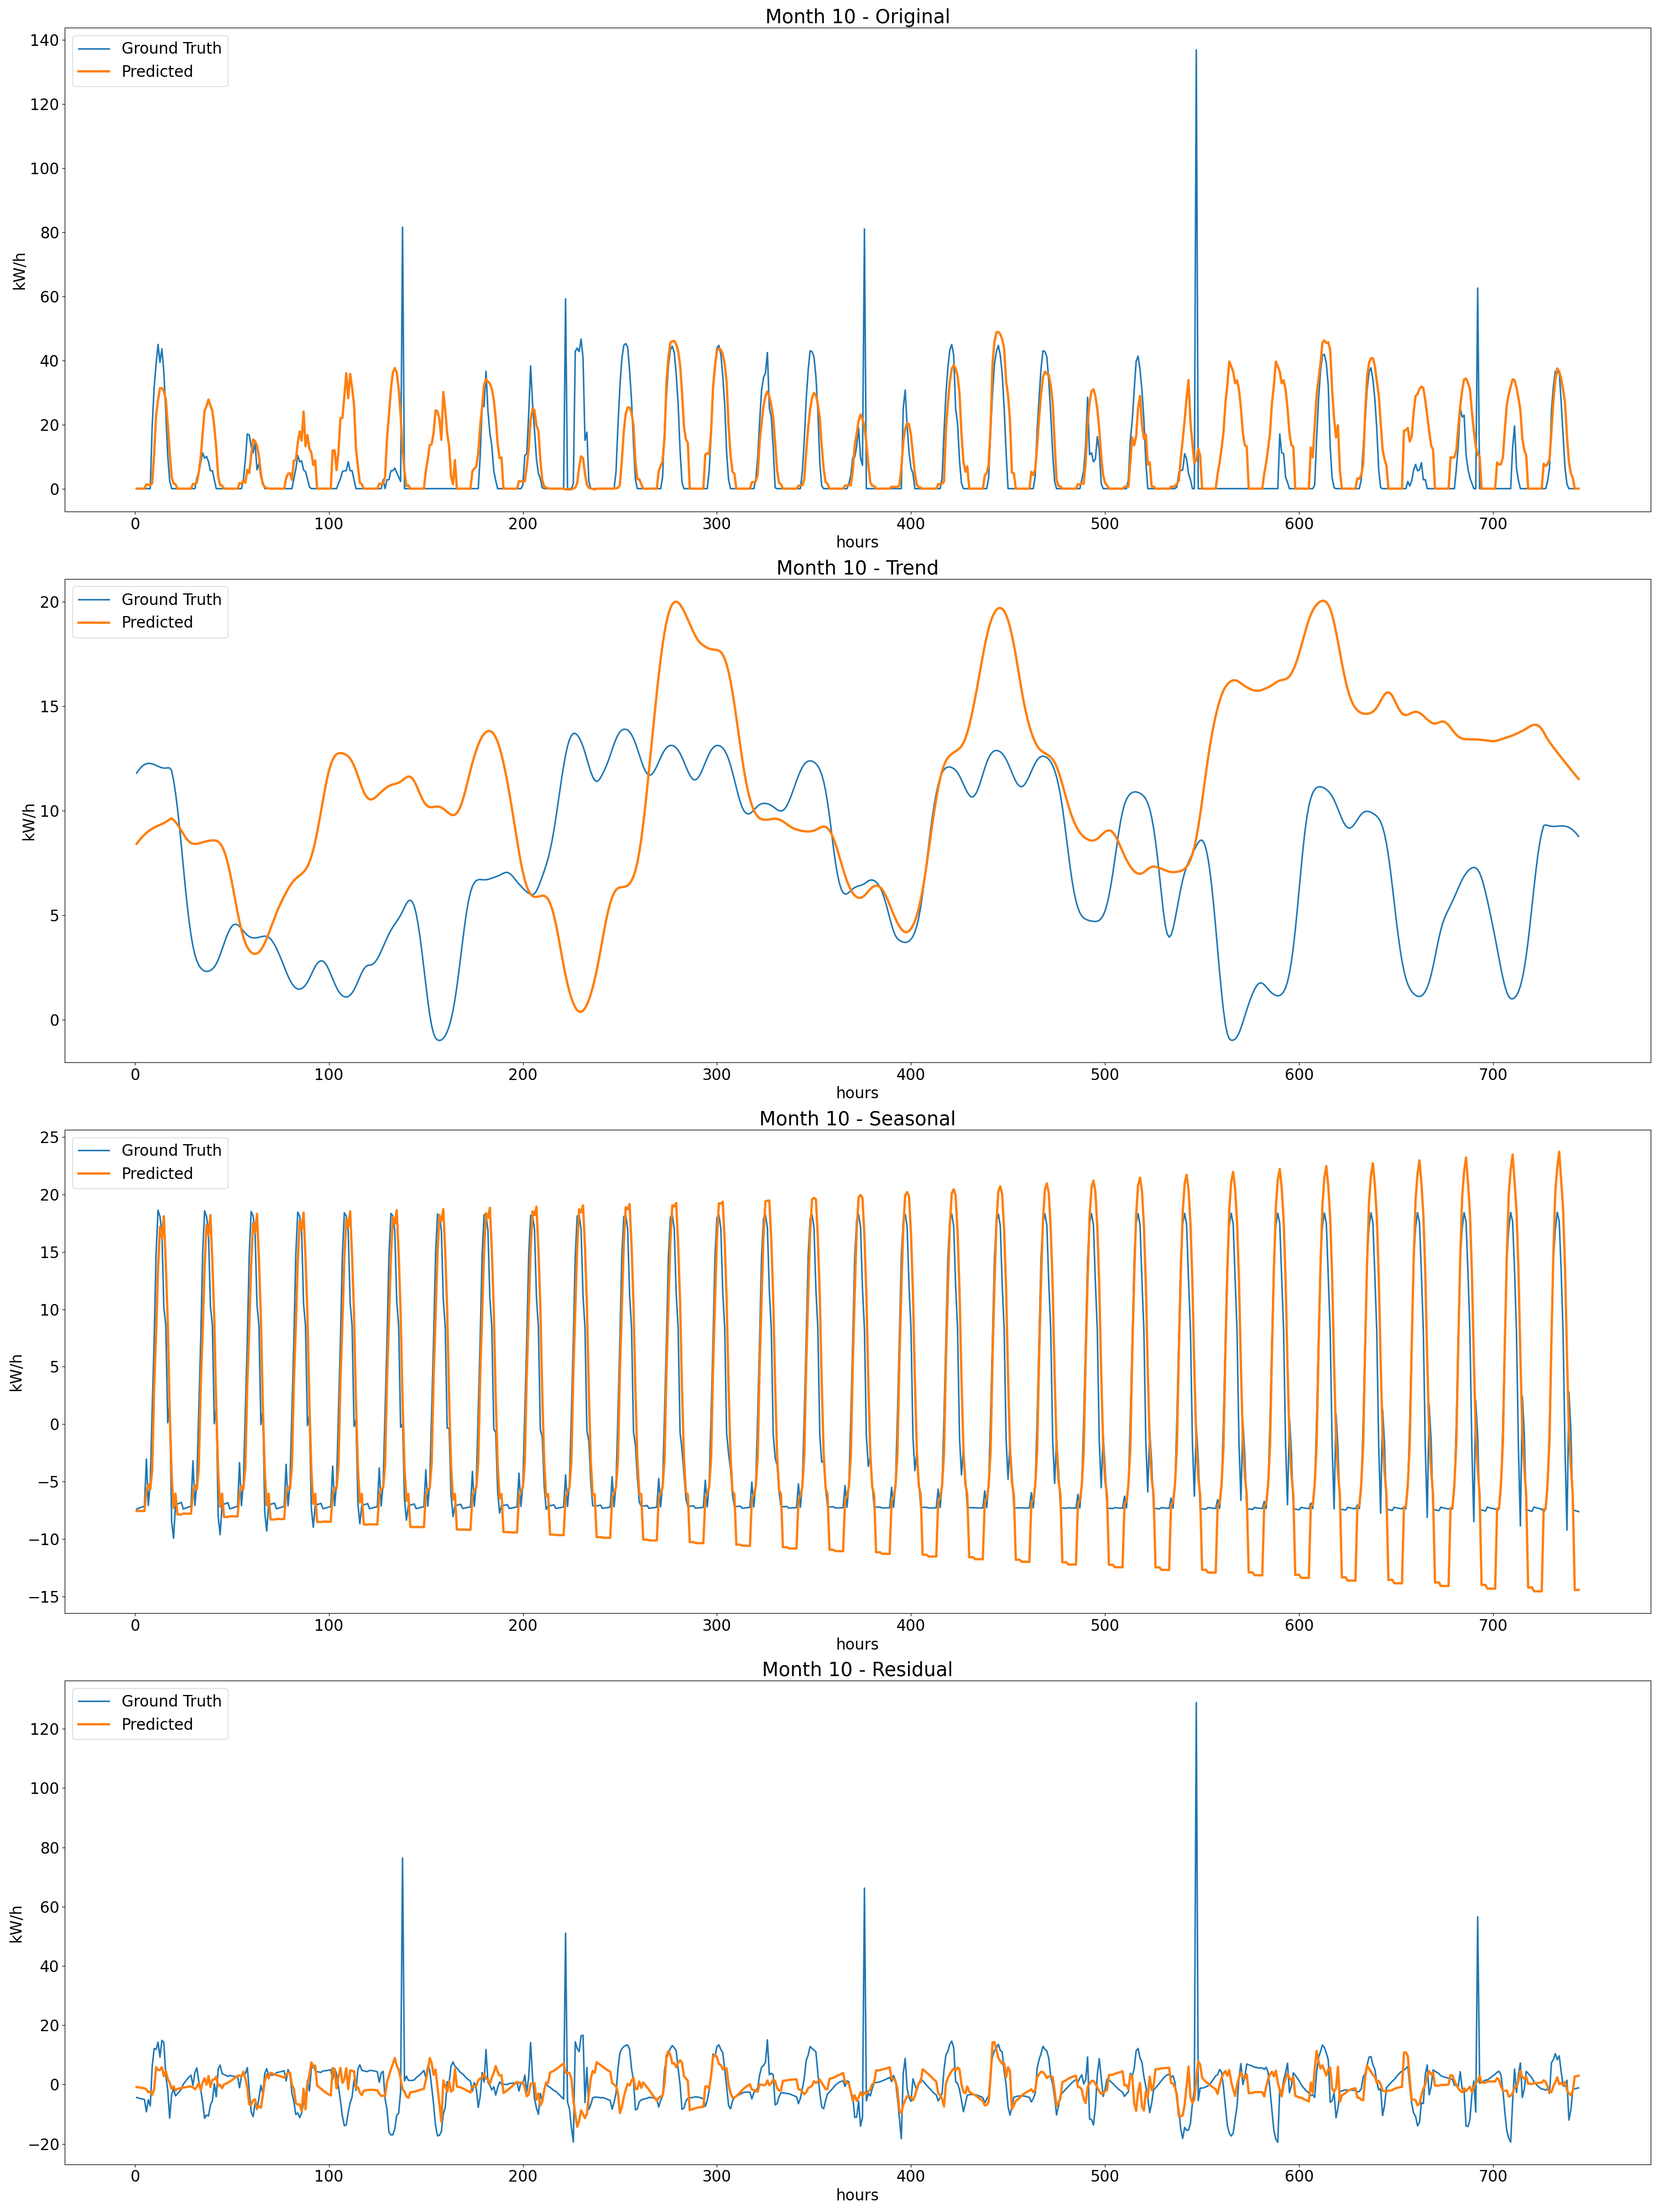 Month 10 - Original
Ground Truth
Predicted
140
120
100
80
60
40
20
0
kW/h
0 100 200 300 400 500 600 700
hours
Month 10 - Trend
Ground Truth
Predicted
20
15
10
5
0
kW/h
0 100 200 300 400 500 600 700
hours
Month 10 - Seasonal
Ground Truth
Predicted
25
20
15
10
5
0
−5
−10
−15
kW/h
0 100 200 300 400 500 600 700
hours
Month 10 - Residual
Ground Truth
Predicted
120
100
80
60
40
20
0
−20
kW/h
0 100 200 300 400 500 600 700
hours